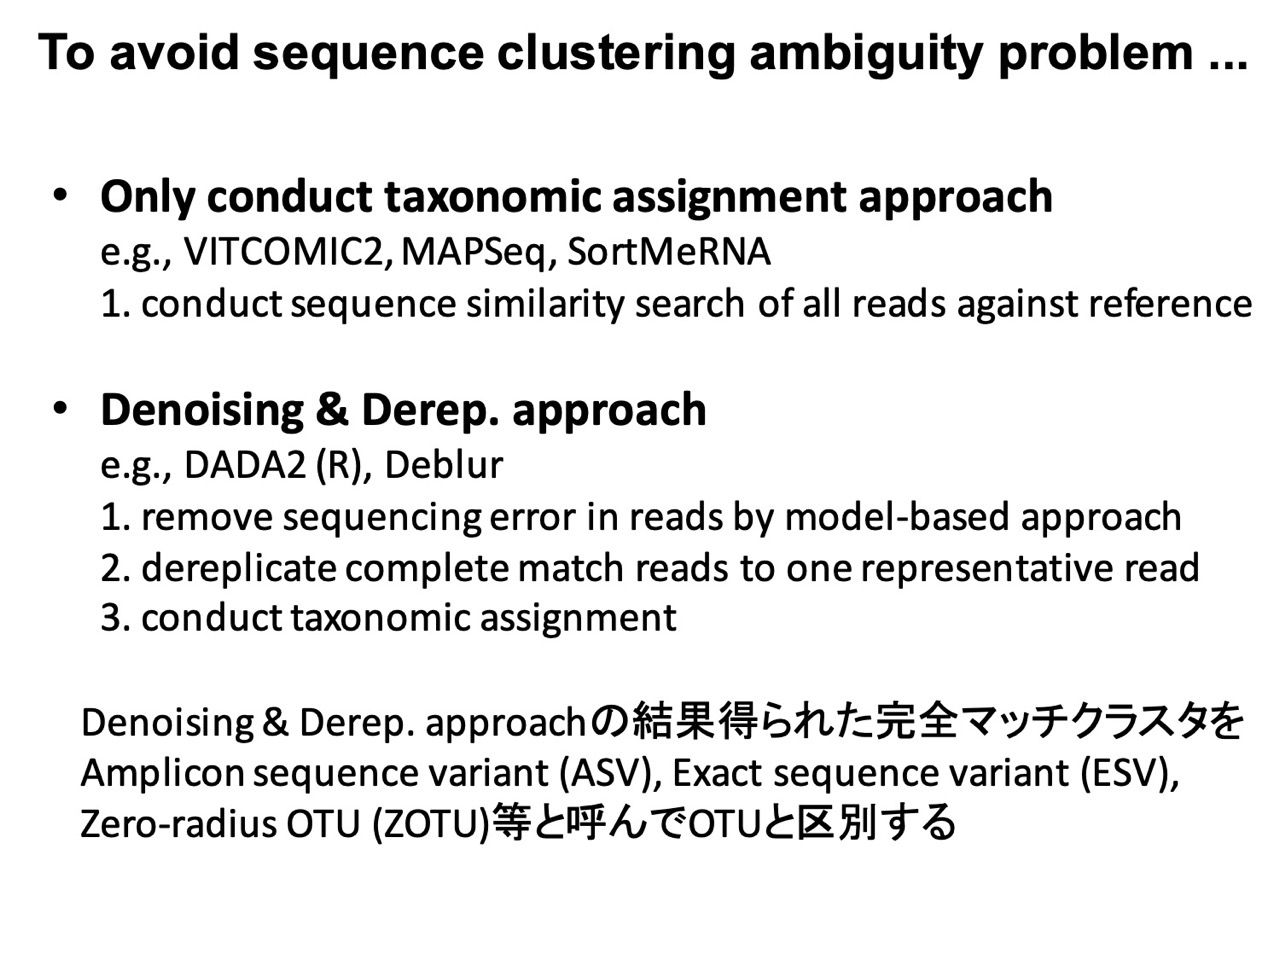 To avoid sequence clustering ambiguity problem ...
• Only conduct taxonomic assignment approach
e.g., VITCOMIC2, MAPSeq, SortMeRNA
1. conduct sequence similarity search of all reads against reference
• Denoising & Derep. approach
e.g., DADA2 (R), Deblur
1. remove sequencing error in reads by model-based approach
2. dereplicate complete match reads to one representative read
3. conduct taxonomic assignment
Denoising & Derep. approachの結果得られた完全マッチクラスタを
Amplicon sequence variant (ASV), Exact sequence variant (ESV),
Zero-radius OTU (ZOTU)等と呼んでOTUと区別する